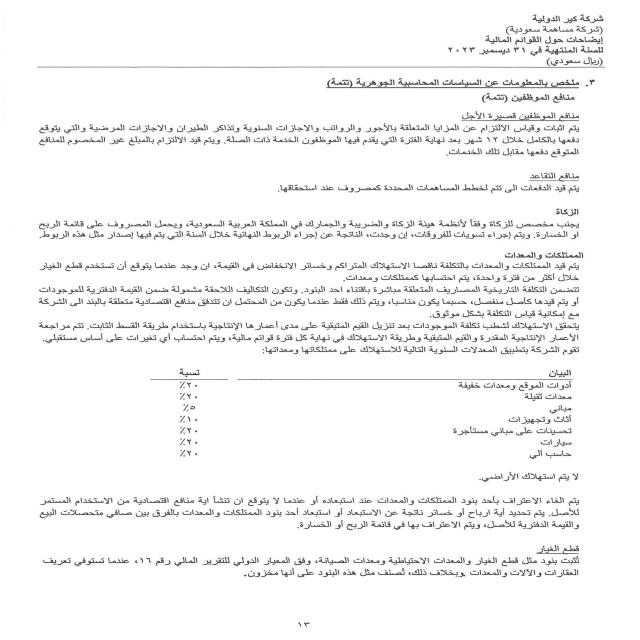 شركة كير الدولية
(شركة مساهمة سعودية)
إيضاحات حول القوائم المالية
للسنة المنتهية في ٣١ ديسمبر ٢٠٢٣
(ريال سعودي)
٣. ملخص بالمعلومات عن السياسات المحاسبية الجوهرية (تتمة)
منافع الموظفين (تتمة)
منافع الموظفين قصيرة الأجل
يتم اثبات وقياس الالتزام عن المزايا المتعلقة بالأجور والرواتب والاجازات السنوية وتذاكر الطيران والاجازات المرضية والتي يتوقع
دفعها بالكامل خلال ١٢ شهر بعد نهاية الفترة التي يقدم فيها الموظفون الخدمة ذات الصلة. ويتم قيد الالتزام بالمبلغ غير المخصوم للمنافع
المتوقع دفعها مقابل تلك الخدمات.
منافع التقاعد
يتم قيد الدفعات الى تتم لخطط المساهمات المحددة كمصروف عند استحقاقها.
الزكاة
يجنب مخصص للزكاة وفقاً لأنظمة هيئة الزكاة والضريبة والجمارك في المملكة العربية السعودية، ويحمل المصروف على قائمة الربح
او الخسارة. ويتم إجراء تسويات للفروقات، إن وجدت، الناتجة عن إجراء الربوط النهائية خلال السنة التي يتم فيها إصدار مثل هذه الربوط.
الممتلكات والمعدات
يتم قيد الممتلكات والمعدات بالتكلفة ناقصا الاستهلاك المتراكم وخسائر الانخفاض في القيمة، ان وجد عندما يتوقع أن تستخدم قطع الغيار
خلال أكثر من فترة واحدة، يتم احتسابها كممتلكات ومعدات.
تتضمن التكلفة التاريخية المصاريف المتعلقة مباشرة باقتناء احد البنود. وتكون التكاليف اللاحقة مشمولة ضمن القيمة الدفترية للموجودات
أو يتم قيدها كأصل منفصل، حسبما يكون مناسبا، ويتم ذلك فقط عندما يكون من المحتمل ان تتدفق منافع اقتصادية متعلقة بالبند الى الشركة
مع إمكانية قياس التكلفة بشكل موثوق.
يتحقق الاستهلاك لشطب تكلفة الموجودات بعد تنزيل القيم المتبقية على مدى أعمارها الإنتاجية باستخدام طريقة القسط الثابت. تتم مراجعة
الأعمار الإنتاجية المقدرة والقيم المتبقية وطريقة الاستهلاك في نهاية كل فترة قوائم مالية، ويتم احتساب أي تغيرات على أساس مستقبلي.
تقوم الشركة بتطبيق المعدلات السنوية التالية للاستهلاك على ممتلكاتها ومعداتها:
البيان نسبة
أدوات الموقع ومعدات خفيفة ٢٠٪
معدات ثقيلة ٢٠٪
مباني ٥٪
أثاث وتجهيزات ١٠٪
تحسينات على مباني مستأجرة ٢٠٪
سيارات ٢٠٪
حاسب آلي ٢٠٪
لا يتم استهلاك الأراضي.
يتم الغاء الاعتراف بأحد بنود الممتلكات والمعدات عند استبعاده أو عندما لا يتوقع ان تنشأ اية منافع اقتصادية من الاستخدام المستمر
للأصل. يتم تحديد أية ارباح أو خسائر ناتجة عن الاستبعاد أو استبعاد أحد بنود الممتلكات والمعدات بالفرق بين صافي متحصلات البيع
والقيمة الدفترية للأصل، ويتم الاعتراف بها في قائمة الربح أو الخسارة.
قطع الغيار
تُثبت بنود مثل قطع الغيار والمعدات الاحتياطية ومعدات الصيانة، وفق المعيار الدولي للتقرير المالي رقم ١٦، عندما تستوفي تعريف
العقارات والآلات والمعدات .وبخلاف ذلك، تُصنف مثل هذه البنود على أنها مخزون.
١٣